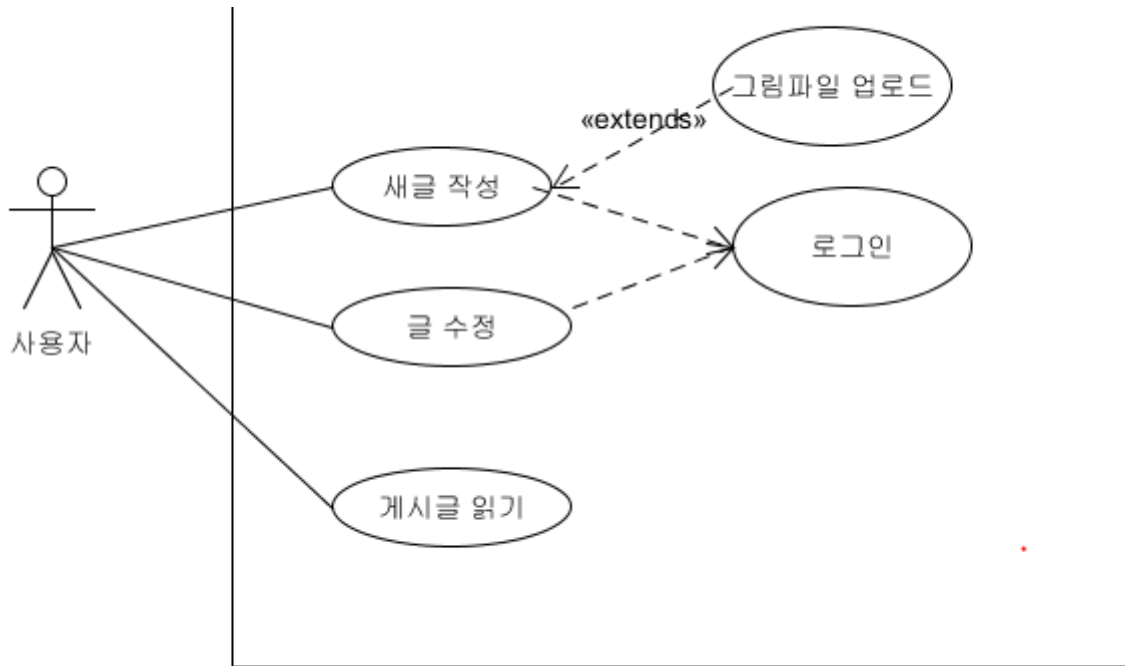 그림파일 업로드
«extends»
새글 작성
로그인
글 수정
사용자
게시글 읽기